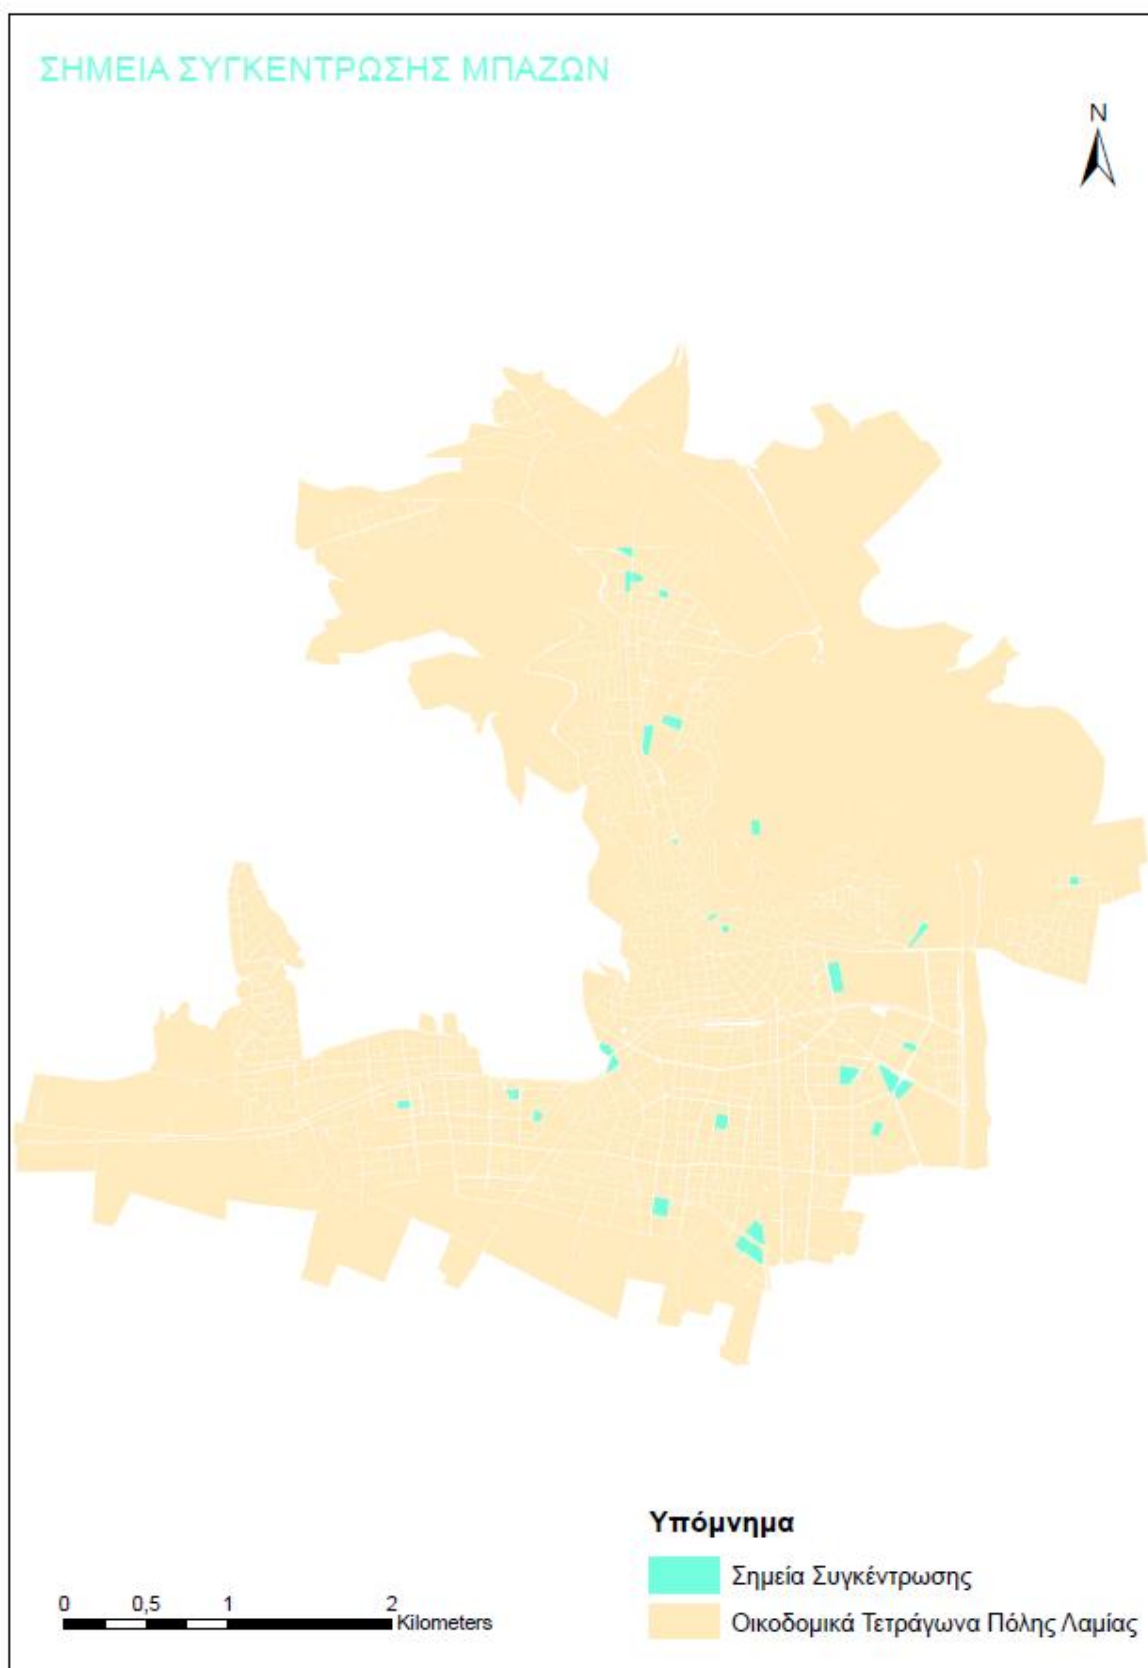 ΣΗΜΕΙΑ ΣΥΓΚΕΝΤΡΩΣΗΣ ΜΠΑΖΩΝ
N
Υπόμνημα
Σημεία Συγκέντρωσης
Οικοδομικά Τετράγωνα Πόλης Λαμίας
0 0,5 1 2
Kilometers